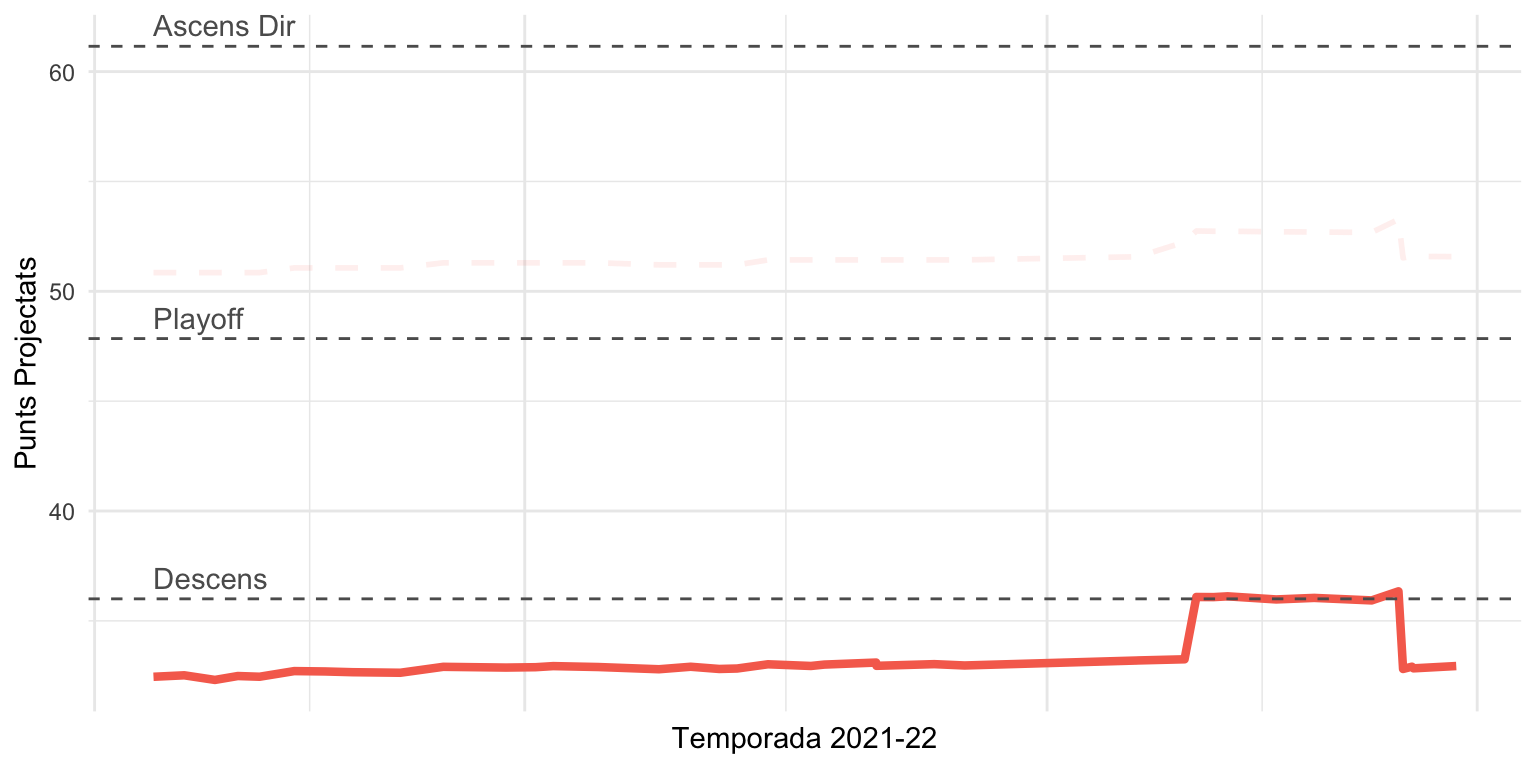 Ascens Dir
60
50
Playoff
Punts Projectats
40
Descens
Temporada 2021-22